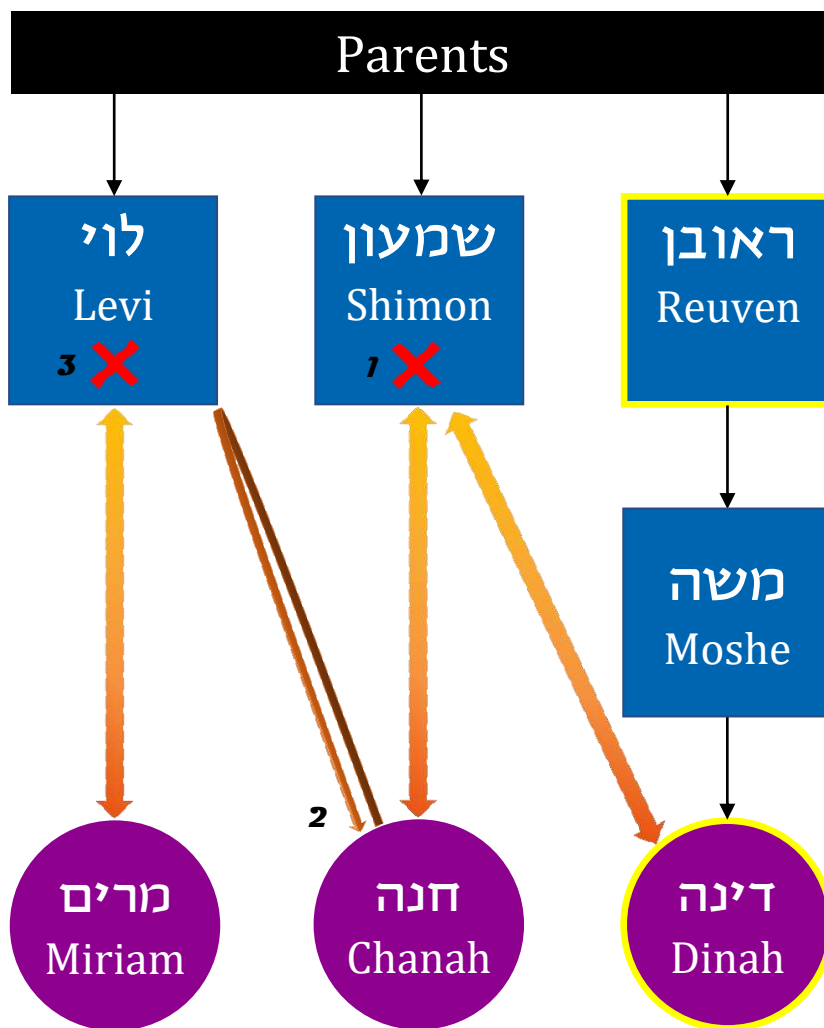 Parents
לוי
Levi
3
שמעון
Shimon
1
ראובן
Reuven
משה
Moshe
2
מרים
Miriam
חנה
Chanah
דינה
Dinah